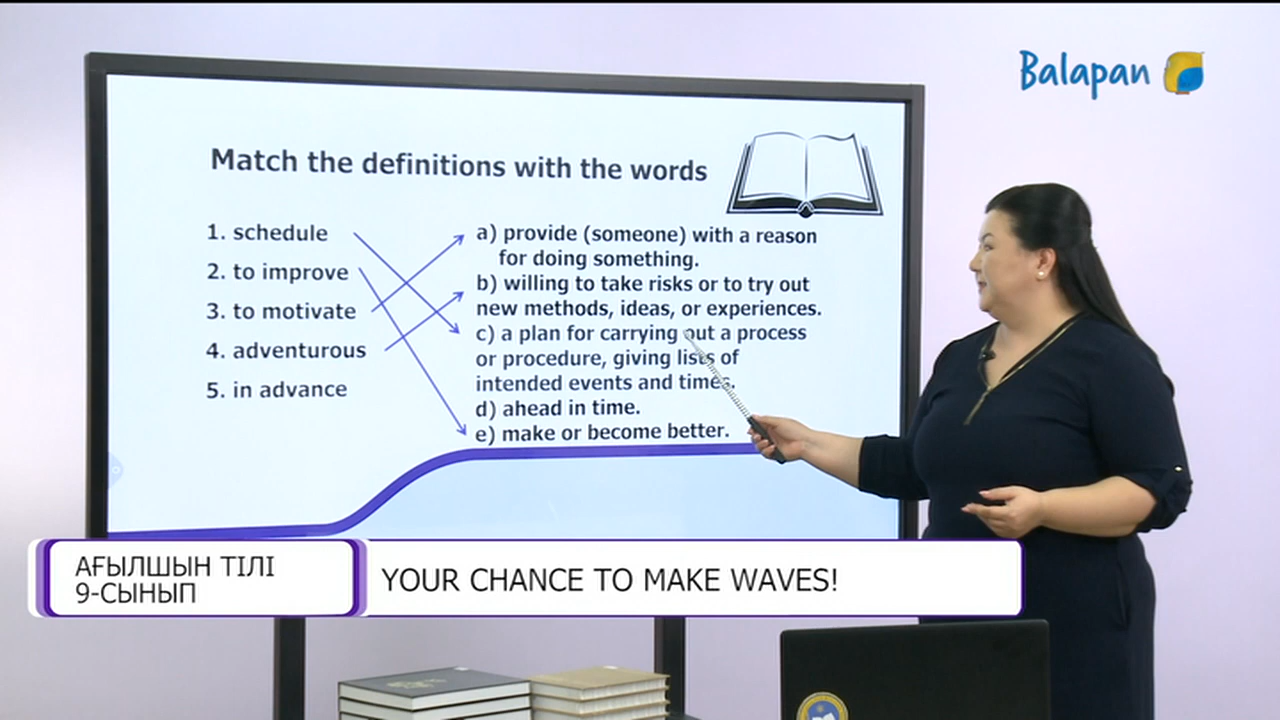 Balapan
Match the definitions with the words
1. schedule
2. to improve
3. to motivate
4. adventurous
5. in advance
a) provide (someone) with a reason
for doing something.
b) willing to take risks or to try out
new methods, ideas, or experiences.
c) a plan for carrying out a process
or procedure, giving lists of
intended events and times.
d) ahead in time.
e) make or become better.
АҒЫЛШЫН ТІЛІ
9-СЫНЫП
YOUR CHANCE TO MAKE WAVES!